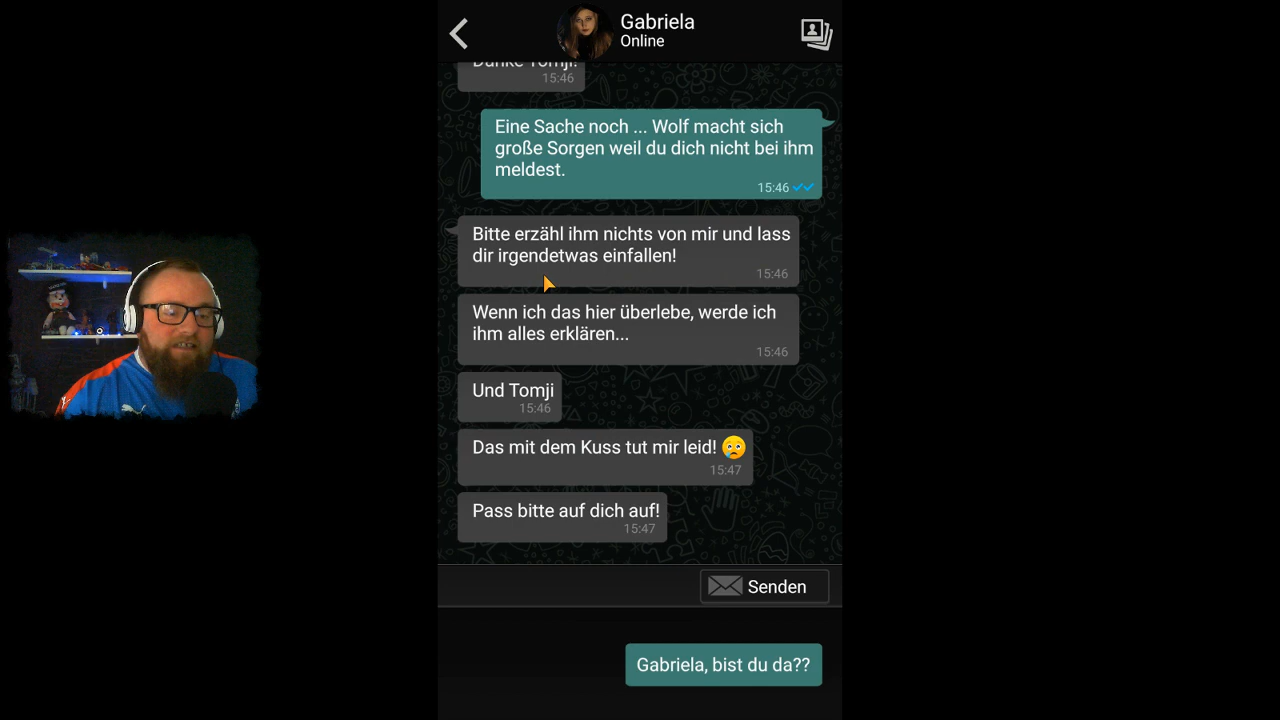 Gabriela
Online
Danke Tomji!
15:46
Eine Sache noch ... Wolf macht sich
große Sorgen weil du dich nicht bei ihm
meldest.
15:46
Bitte erzähl ihm nichts von mir und lass
dir irgendetwas einfallen!
15:46
Wenn ich das hier überlebe, werde ich
ihm alles erklären...
15:46
Und Tomji
15:46
Das mit dem Kuss tut mir leid! 😢
15:47
Pass bitte auf dich auf!
15:47
Senden
Gabriela, bist du da??